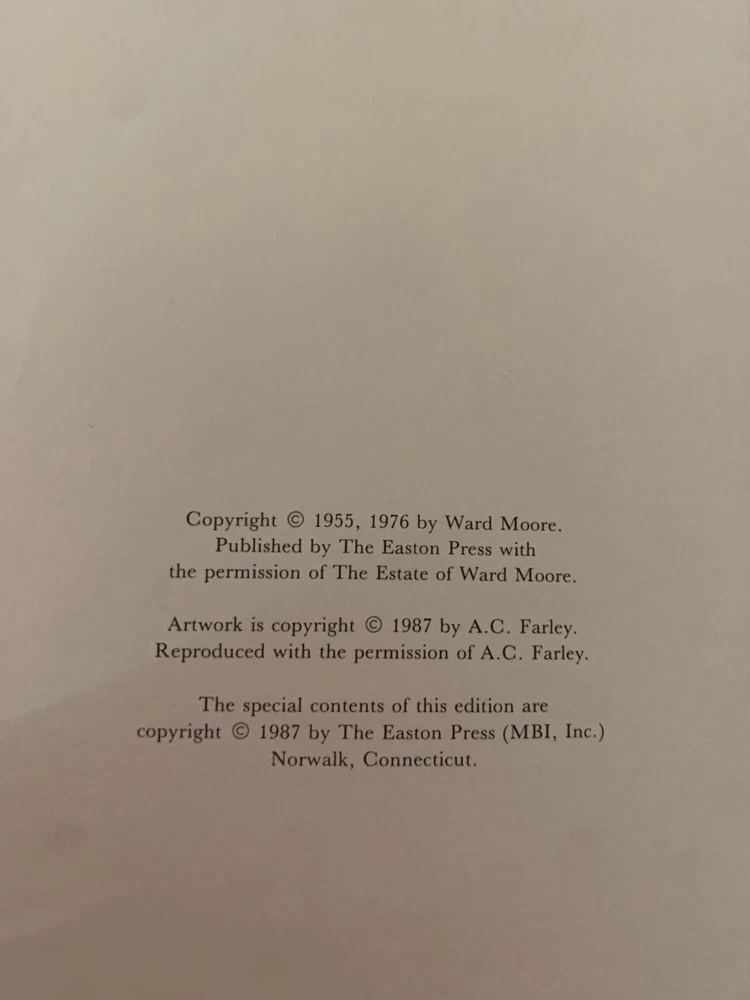 Copyright © 1955, 1976 by Ward Moore.
Published by The Easton Press with
the permission of The Estate of Ward Moore.
Artwork is copyright © 1987 by A.C. Farley.
Reproduced with the permission of A.C. Farley.
The special contents of this edition are
copyright © 1987 by The Easton Press (MBI, Inc.)
Norwalk, Connecticut.